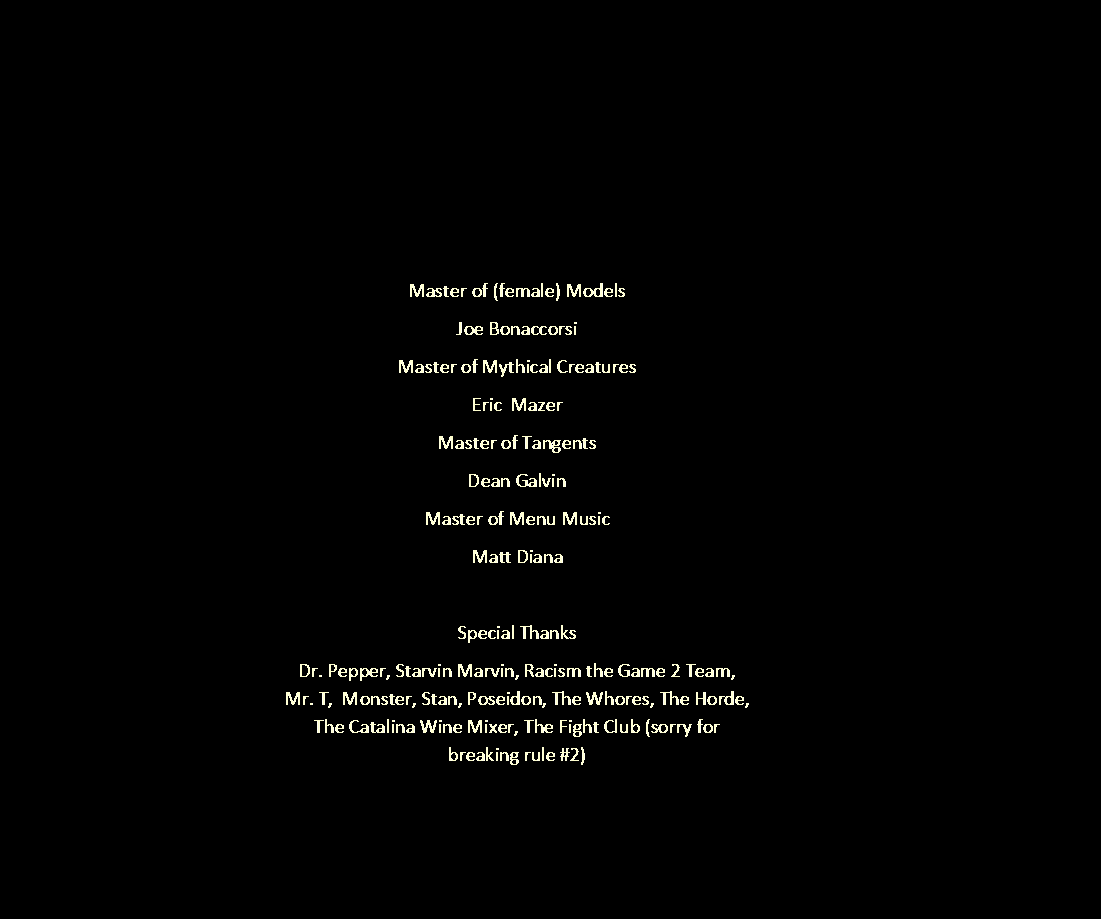 Master of (female) Models
Joe Bonaccorsi
Master of Mythical Creatures
Eric  Mazer
Master of Tangents
Dean Galvin
Master of Menu Music
Matt Diana
Special Thanks
Dr. Pepper, Starvin Marvin, Racism the Game 2 Team,
Mr. T,  Monster, Stan, Poseidon, The Whores, The Horde,
The Catalina Wine Mixer, The Fight Club (sorry for
breaking rule #2)